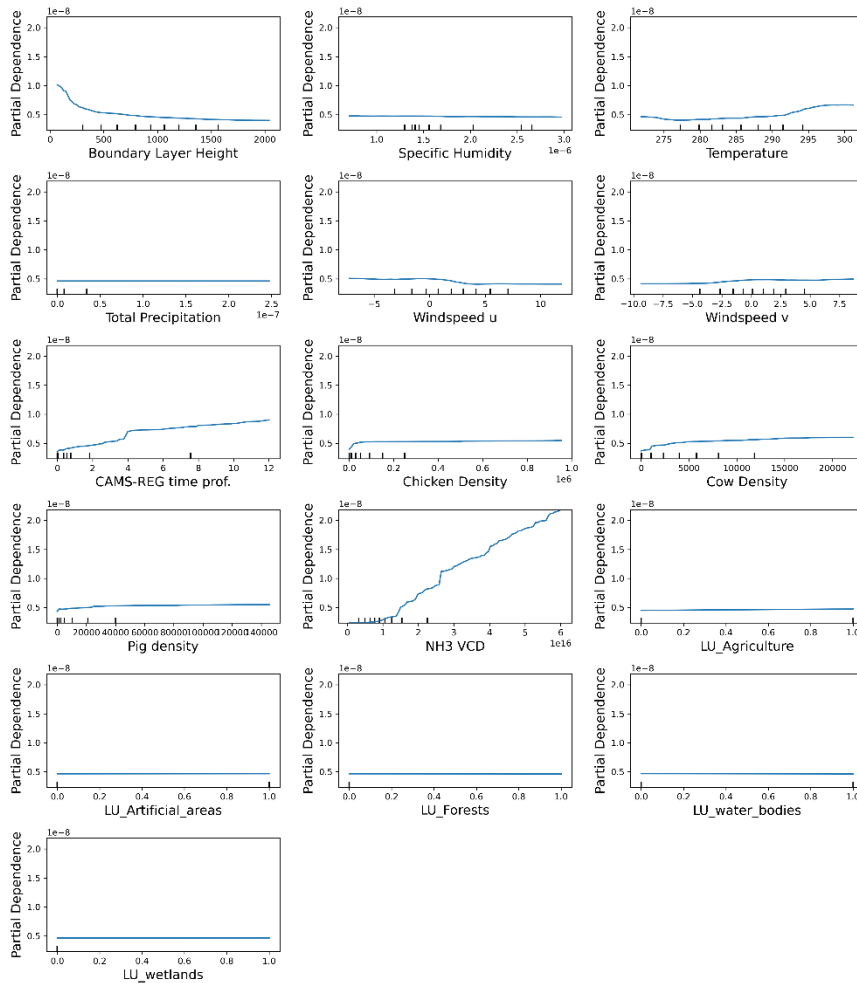 1e-8 1e-8 1e-8
Partial Dependence 2.0 1.5 1.0 0.5 Partial Dependence 2.0 1.5 1.0 0.5 Partial Dependence 2.0 1.5 1.0 0.5
0 500 1000 1500 2000 1.0 1.5 2.0 2.5 3.0 275 280 285 290 295 300
1e-6
Boundary Layer Height Specific Humidity Temperature
1e-8 1e-8 1e-8
Partial Dependence 2.0 1.5 1.0 0.5 Partial Dependence 2.0 1.5 1.0 0.5 Partial Dependence 2.0 1.5 1.0 0.5
0.0 0.5 1.0 1.5 2.0 2.5 −5 0 5 10 −10.0 −7.5 −5.0 −2.5 0.0 2.5 5.0 7.5
1e-7
Total Precipitation Windspeed u Windspeed v
1e-8 1e-8 1e-8
Partial Dependence 2.0 1.5 1.0 0.5 Partial Dependence 2.0 1.5 1.0 0.5 Partial Dependence 2.0 1.5 1.0 0.5
0 2 4 6 8 10 12 0.0 0.2 0.4 0.6 0.8 1.0 0 5000 10000 15000 20000
1e6
CAMS-REG time prof. Chicken Density Cow Density
1e-8 1e-8 1e-8
Partial Dependence 2.0 1.5 1.0 0.5 Partial Dependence 2.0 1.5 1.0 0.5 Partial Dependence 2.0 1.5 1.0 0.5
0 20000 40000 60000 80000 100000 120000 140000 0 1 2 3 4 5 6 0.0 0.2 0.4 0.6 0.8 1.0
1e16
Pig density NH3 VCD LU_Agriculture
1e-8 1e-8 1e-8
Partial Dependence 2.0 1.5 1.0 0.5 Partial Dependence 2.0 1.5 1.0 0.5 Partial Dependence 2.0 1.5 1.0 0.5
0.0 0.2 0.4 0.6 0.8 1.0 0.0 0.2 0.4 0.6 0.8 1.0 0.0 0.2 0.4 0.6 0.8 1.0
LU_Artificial_areas LU_Forests LU_water_bodies
1e-8
Partial Dependence 2.0 1.5 1.0 0.5
0.0 0.2 0.4 0.6 0.8 1.0
LU_wetlands